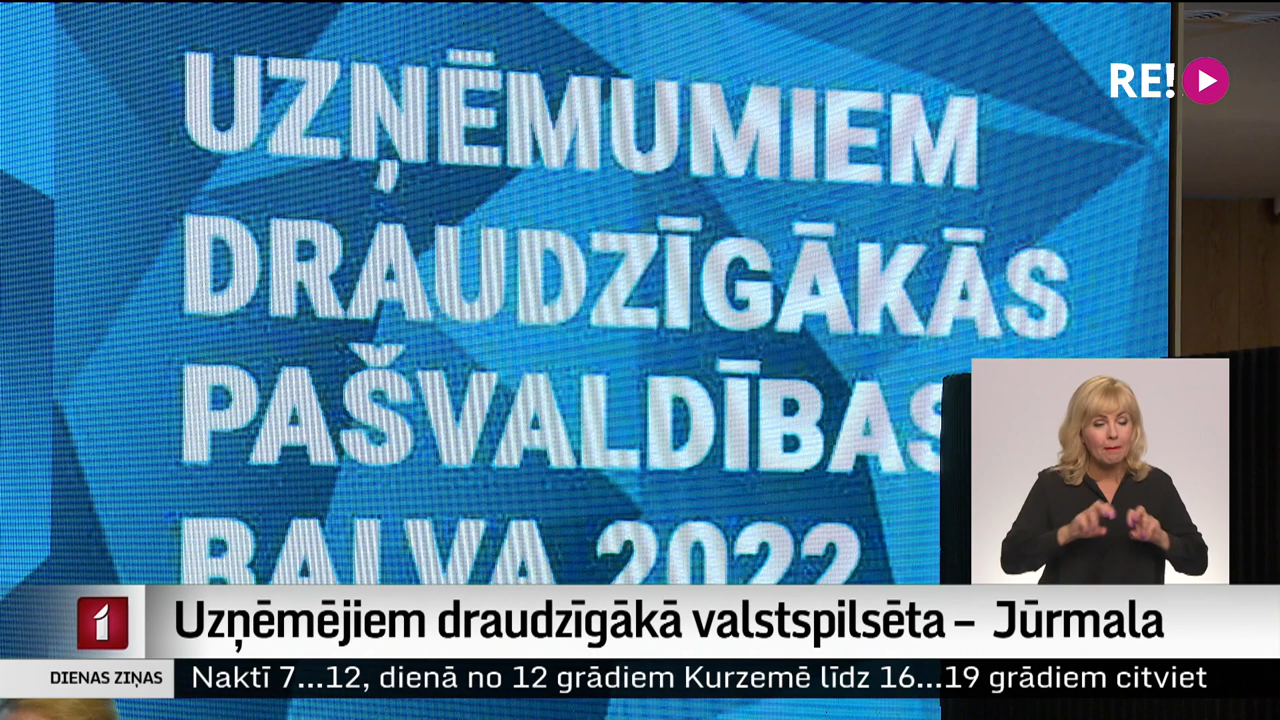 UZŅĒMUMIEM
DRAUDZĪGĀKĀS
PAŠVALDĪBAS
BALVA 2022
RE!
1
Uzņēmējiem draudzīgākā valstspilsēta – Jūrmala
DIENAS ZIŅAS
Naktī 7...12, dienā no 12 grādiem Kurzemē līdz 16...19 grādiem citviet